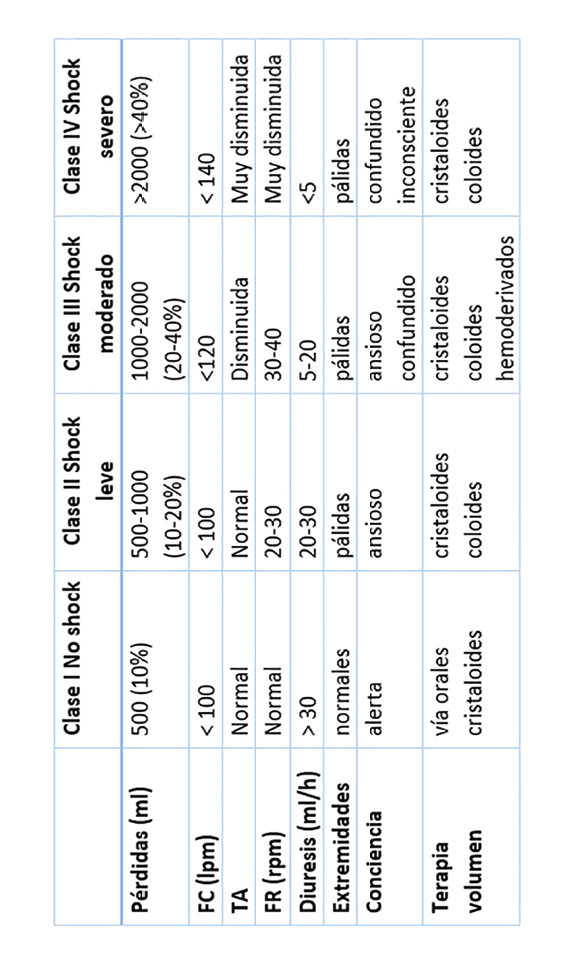 Clase I No shock
Clase II Shock
leve
Clase III Shock
moderado
Clase IV Shock
severo
Pérdidas (ml)
500 (10%)
500-1000
(10-20%)
1000-2000
(20-40%)
>2000 (>40%)
FC (lpm)
< 100
< 100
<120
< 140
TA
Normal
Normal
Disminuida
Muy disminuida
FR (rpm)
Normal
20-30
30-40
Muy disminuida
Diuresis (ml/h)
> 30
20-30
5-20
<5
Extremidades
normales
pálidas
pálidas
pálidas
Conciencia
alerta
ansioso
ansioso
confundido
confundido
inconsciente
Terapia
volumen
vía orales
cristaloides
cristaloides
coloides
cristaloides
coloides
hemoderivados
cristaloides
coloides